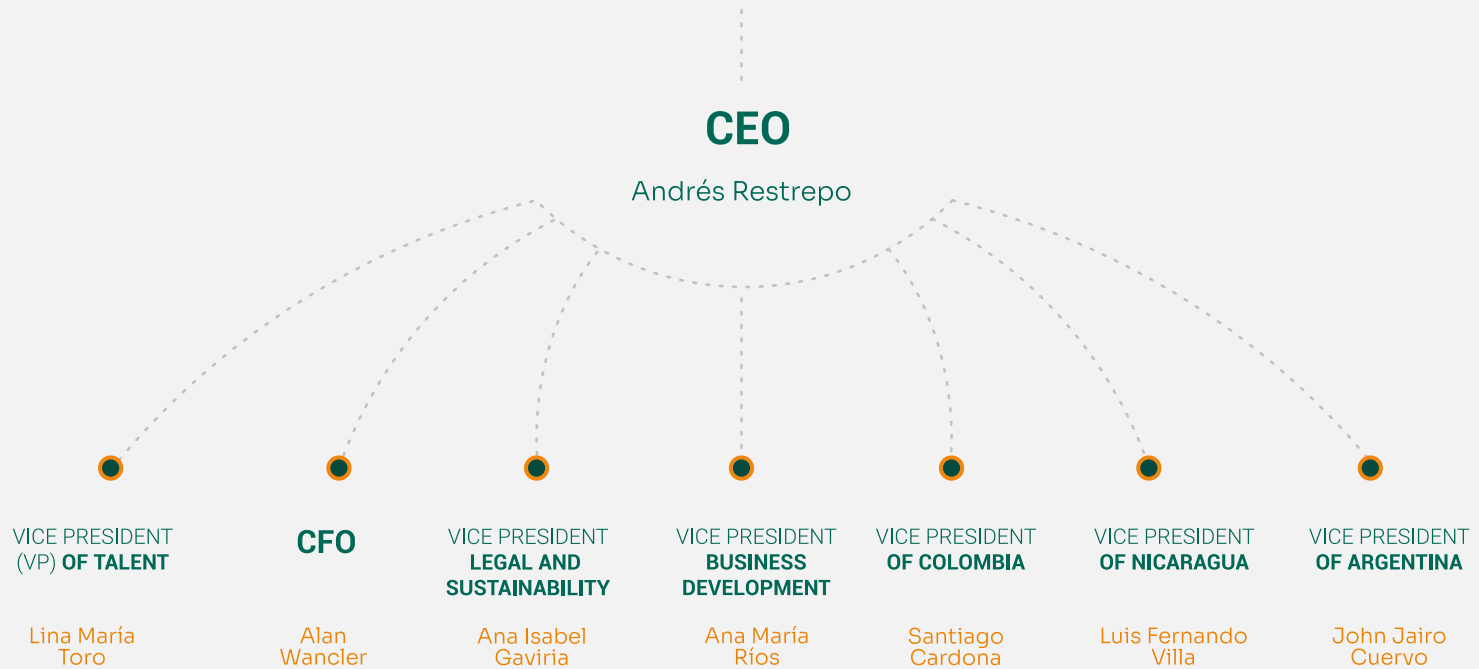 CEO
Andrés Restrepo
VICE PRESIDENT
(VP) OF TALENT
Lina María
Toro
CFO
Alan
Wancler
VICE PRESIDENT
LEGAL AND
SUSTAINABILITY
Ana Isabel
Gaviria
VICE PRESIDENT
BUSINESS
DEVELOPMENT
Ana María
Ríos
VICE PRESIDENT
OF COLOMBIA
Santiago
Cardona
VICE PRESIDENT
OF NICARAGUA
Luis Fernando
Villa
VICE PRESIDENT
OF ARGENTINA
John Jairo
Cuervo